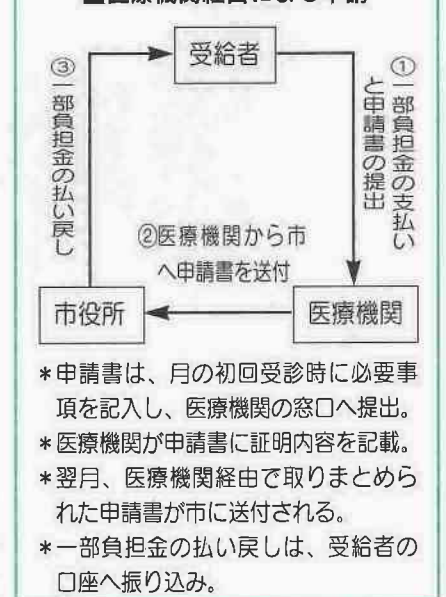 ■医療機関経由による申請
受給者
①一部負担金の支払い
と申請書の提出
医療機関
②医療機関から市
へ申請書を送付
市役所
③一部負担金の払い戻し
*申請書は、月の初回受診時に必要事
項を記入し、医療機関の窓口へ提出。
*医療機関が申請書に証明内容を記載。
*翌月、医療機関経由で取りまとめら
れた申請書が市に送付される。
*一部負担金の払い戻しは、受給者の
口座へ振り込み。